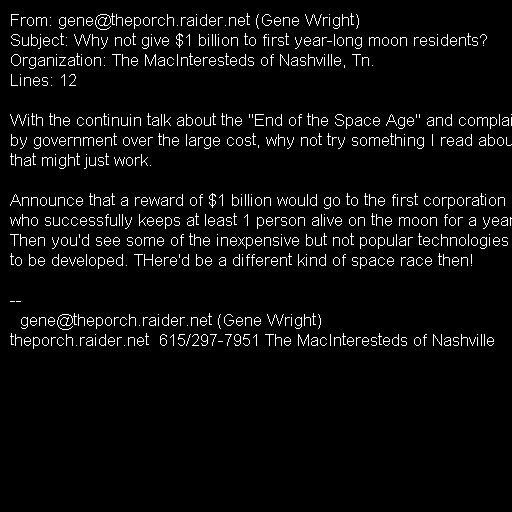 From: gene@theporch.raider.net (Gene Wright)
Subject: Why not give $1 billion to first year-long moon residents?
Organization: The MacInteresteds of Nashville, Tn.
Lines: 12

With the continuin talk about the "End of the Space Age" and complai
by government over the large cost, why not try something I read abou
that might just work.

Announce that a reward of $1 billion would go to the first corporation
who successfully keeps at least 1 person alive on the moon for a year
Then you'd see some of the inexpensive but not popular technologies
to be developed. THere'd be a different kind of space race then!

--
  gene@theporch.raider.net (Gene Wright)
theporch.raider.net  615/297-7951 The MacInteresteds of Nashville